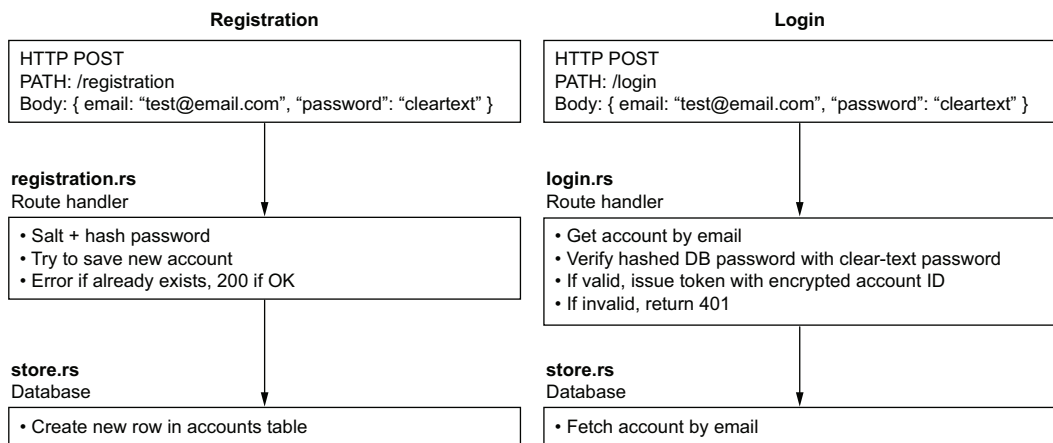 Registration
HTTP POST
PATH: /registration
Body: { email: “test@email.com”, “password”: “cleartext” }
registration.rs
Route handler
• Salt + hash password
• Try to save new account
• Error if already exists, 200 if OK
store.rs
Database
• Create new row in accounts table
Login
HTTP POST
PATH: /login
Body: { email: “test@email.com”, “password”: “cleartext” }
login.rs
Route handler
• Get account by email
• Verify hashed DB password with clear-text password
• If valid, issue token with encrypted account ID
• If invalid, return 401
store.rs
Database
• Fetch account by email